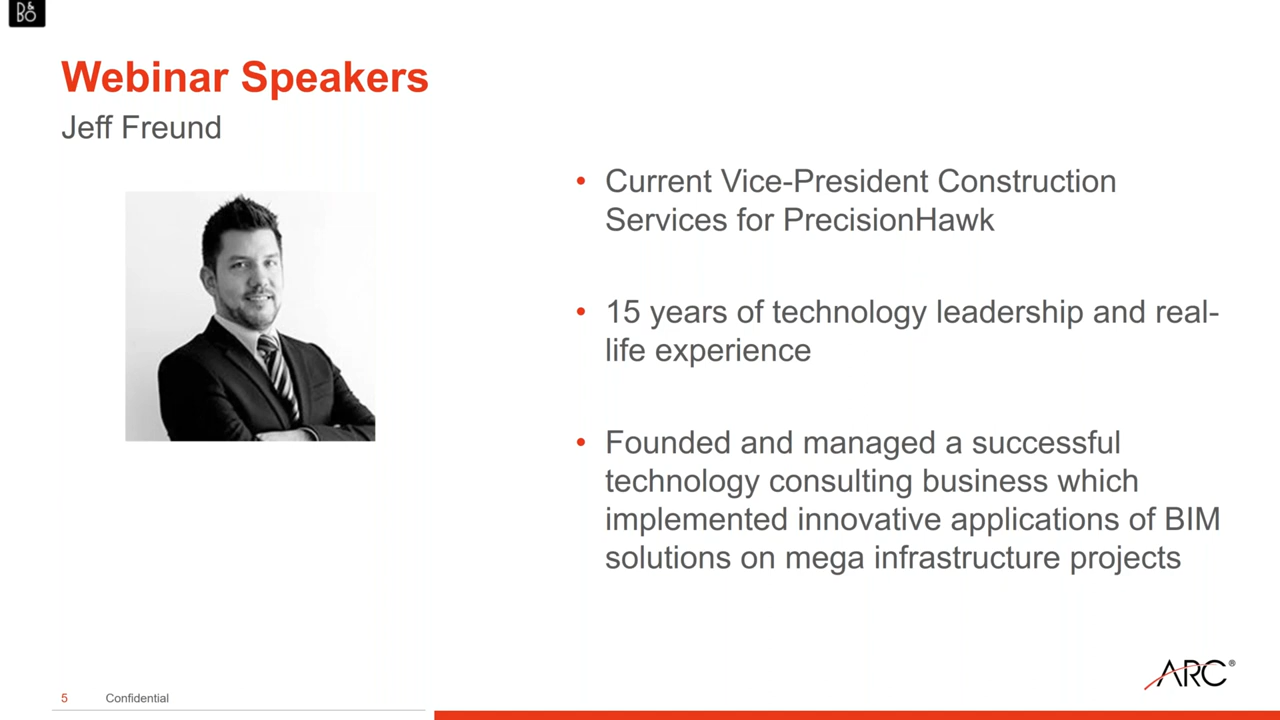 B&
BO
Webinar Speakers
Jeff Freund
• Current Vice-President Construction
Services for PrecisionHawk
• 15 years of technology leadership and real-
life experience
• Founded and managed a successful
technology consulting business which
implemented innovative applications of BIM
solutions on mega infrastructure projects
ARC®
5 Confidential